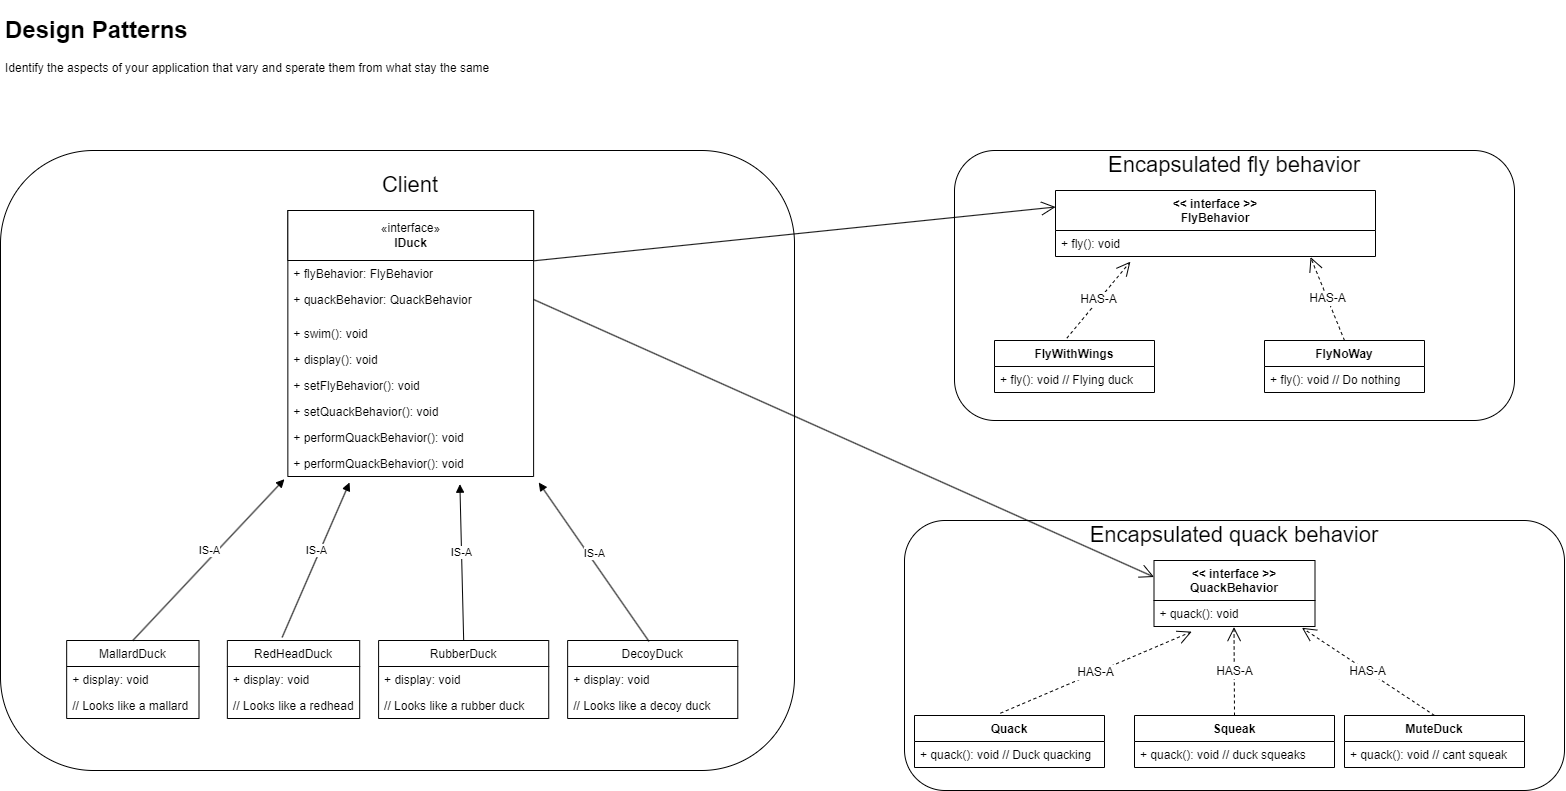 Design Patterns
Identify the aspects of your application that vary and sperate them from what stay the same
Client
«interface»
IDuck
+ flyBehavior: FlyBehavior
+ quackBehavior: QuackBehavior
+ swim(): void
+ display(): void
+ setFlyBehavior(): void
+ setQuackBehavior(): void
+ performQuackBehavior(): void
+ performQuackBehavior(): void
IS-A
IS-A
IS-A
IS-A
MallardDuck
+ display: void
// Looks like a mallard
RedHeadDuck
+ display: void
// Looks like a redhead
RubberDuck
+ display: void
// Looks like a rubber duck
DecoyDuck
+ display: void
// Looks like a decoy duck
Encapsulated fly behavior
<< interface >>
FlyBehavior
+ fly(): void
HAS-A
HAS-A
FlyWithWings
+ fly(): void // Flying duck
FlyNoWay
+ fly(): void // Do nothing
Encapsulated quack behavior
<< interface >>
QuackBehavior
+ quack(): void
HAS-A
HAS-A
HAS-A
Quack
+ quack(): void // Duck quacking
Squeak
+ quack(): void // duck squeaks
MuteDuck
+ quack(): void // cant squeak